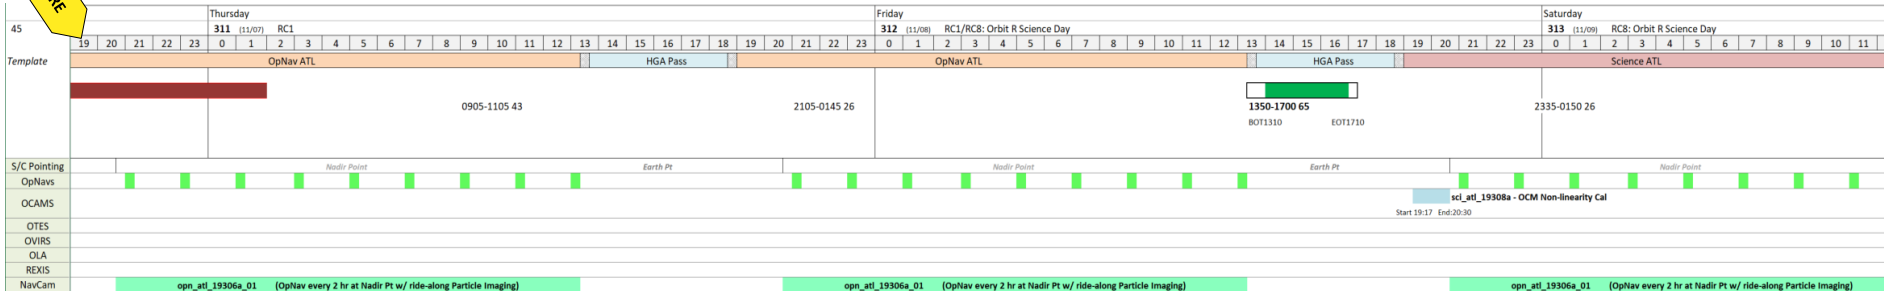 RE
Thursday Friday Saturday
45 311 (11/07) RC1 312 (11/08) RC1/RC8: Orbit R Science Day 313 (11/09) RC8: Orbit R Science Day
19 20 21 22 23 0 1 2 3 4 5 6 7 8 9 10 11 12 13 14 15 16 17 18 19 20 21 22 23 0 1 2 3 4 5 6 7 8 9 10 11 12 13 14 15 16 17 18 19 20 21 22 23 0 1 2 3 4 5 6 7 8 9 10 11
Template OpNav ATL HGA Pass OpNav ATL HGA Pass Science ATL
0905-1105 43 2105-0145 26 1350-1700 65 2335-0150 26
BOT1310 EOT1710
S/C Pointing Nadir Point Earth Pt Nadir Point Earth Pt Nadir Point
OpNavs
OCAMS sci_atl_19308a - OCM Non-linearity Cal
Start 19:17 End:20:30
OTES
OVIRS
OLA
REXIS
NavCam opn_atl_19306a_01 (OpNav every 2 hr at Nadir Pt w/ ride-along Particle Imaging) opn_atl_19306a_01 (OpNav every 2 hr at Nadir Pt w/ ride-along Particle Imaging) opn_atl_19306a_01 (OpNav every 2 hr at Nadir Pt w/ ride-along Particle Imaging)